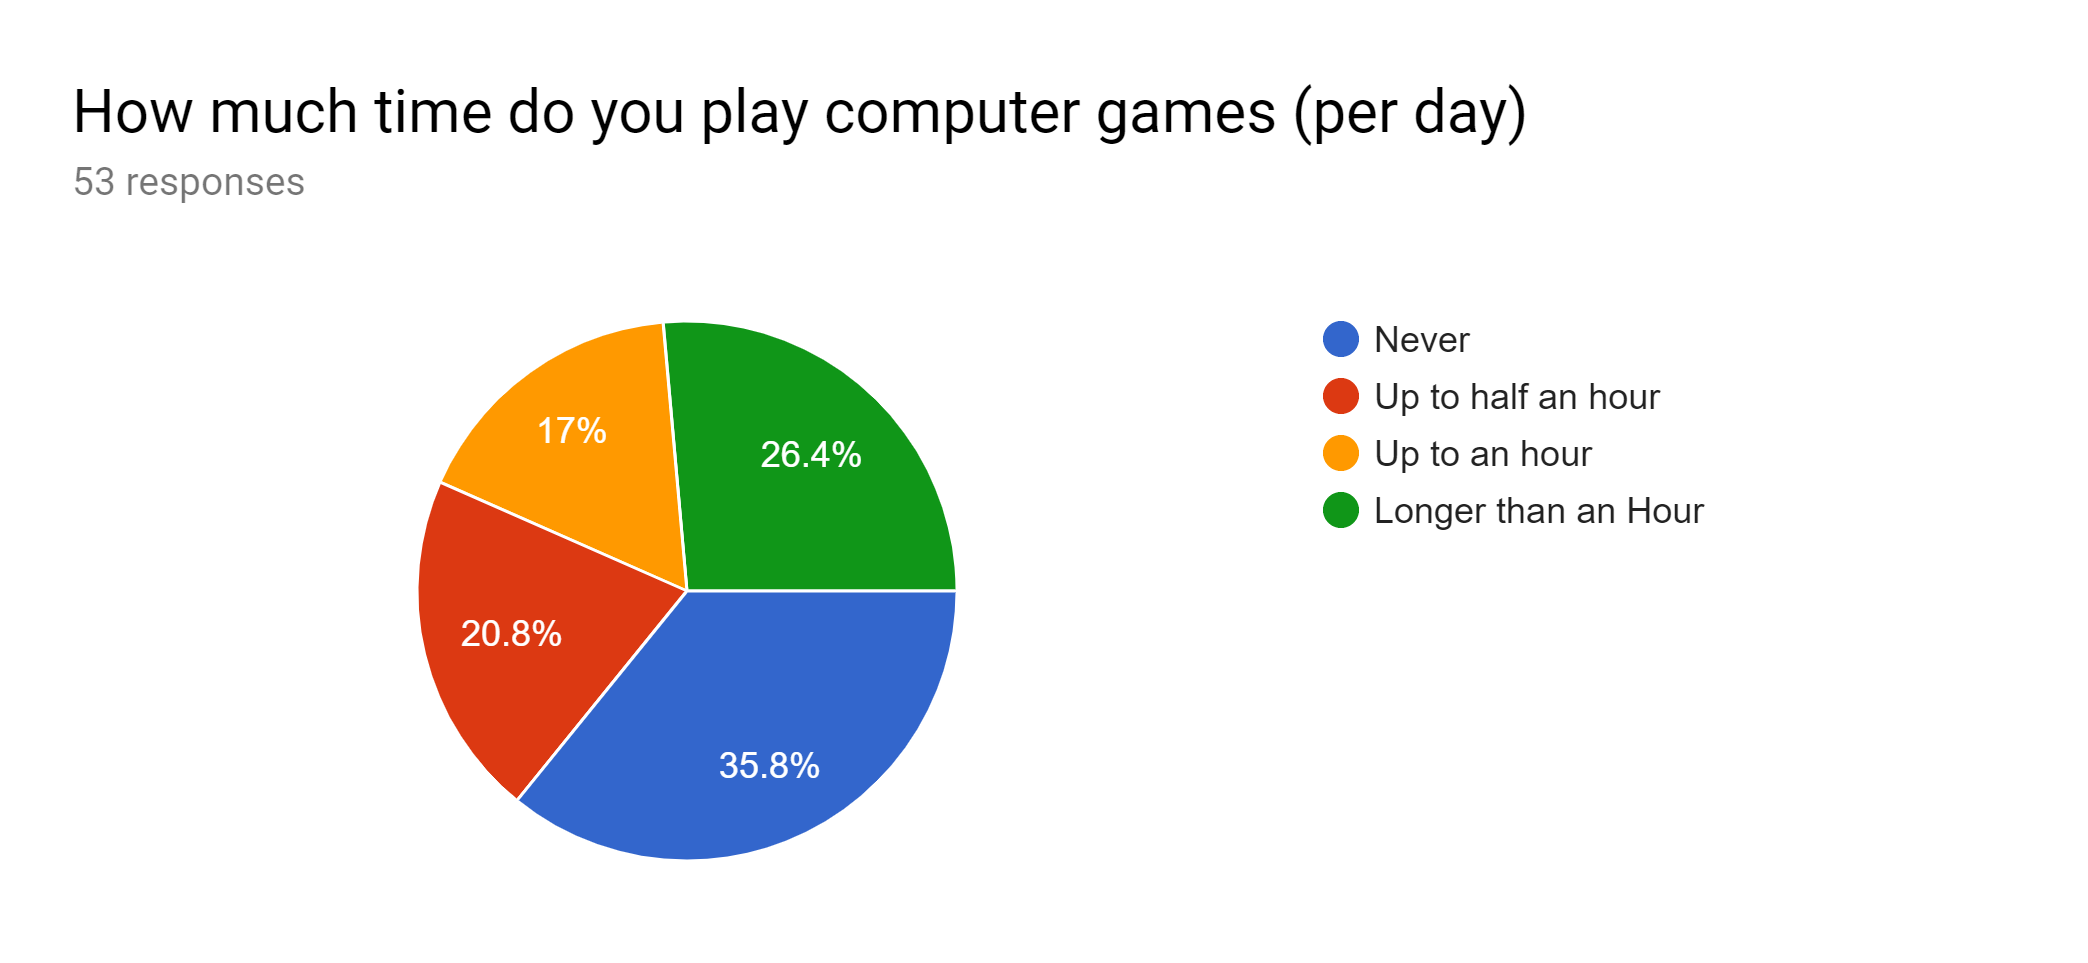 How much time do you play computer games (per day)
53 responses
17%
26.4%
20.8%
35.8%
Never
Up to half an hour
Up to an hour
Longer than an Hour